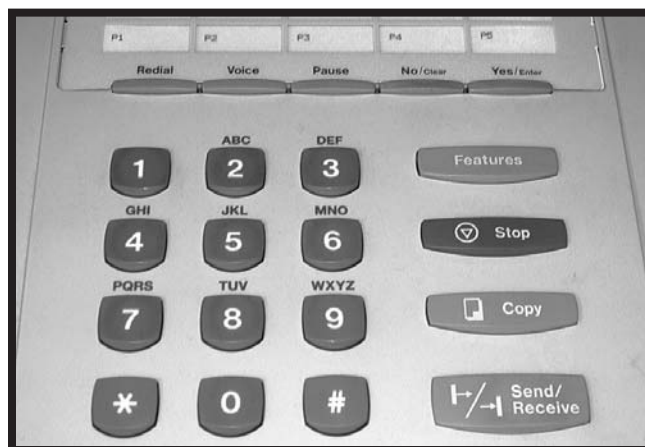 P1 P2 P3 P4 P5
Redial Voice Pause No/Clear Yes/Enter
ABC DEF
1 2 3 Features
GHI JKL MNO
4 5 6 Stop
PQRS TUV WXYZ
7 8 9 Copy
* 0 # Send/
Receive